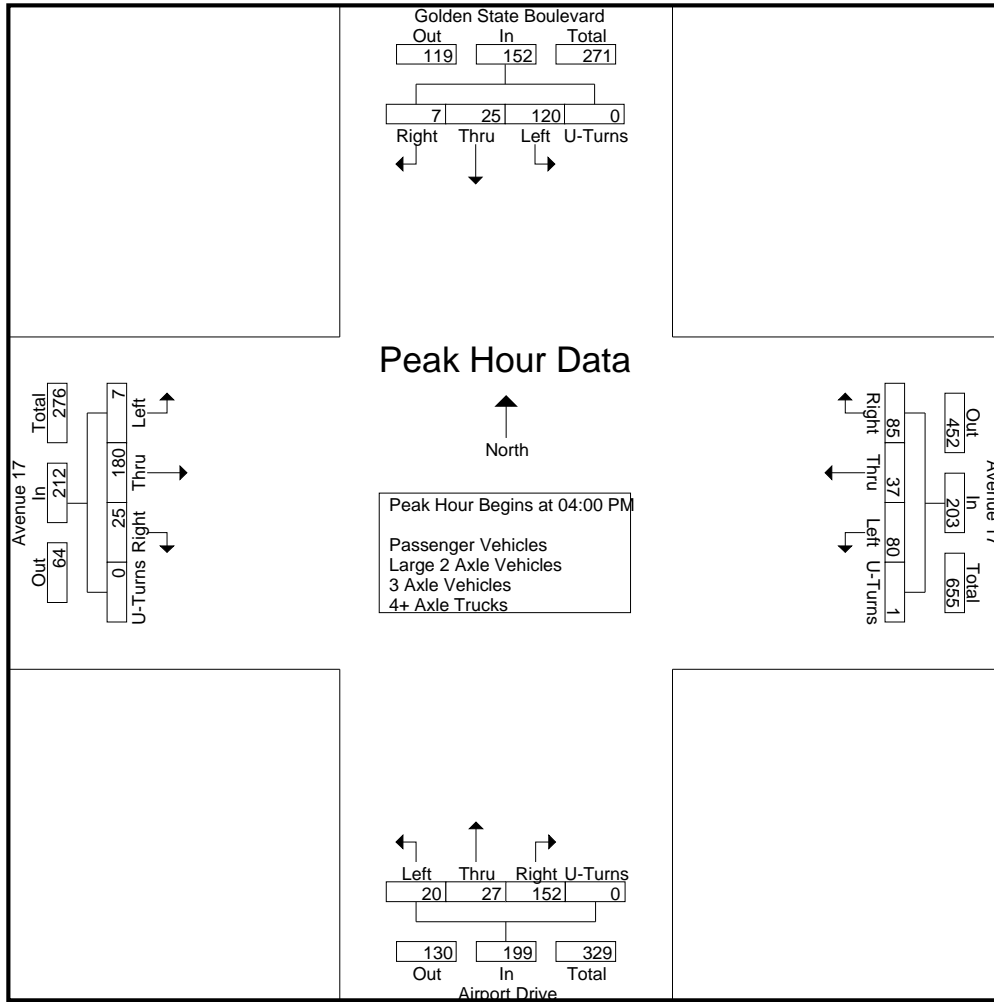 Golden State Boulevard
Out In Total
119 152 271
7 25 120 0
Right Thru Left U-Turns
Peak Hour Data
North
Peak Hour Begins at 04:00 PM
Passenger Vehicles
Large 2 Axle Vehicles
3 Axle Vehicles
4+ Axle Trucks
Avenue 17
Total In Out
276 212 64
7 180 25 0
Left Thru Right U-Turns
Avenue 17
Out In Total
452 203 655
85 37 80 1
Right Thru Left U-Turns
Left Thru Right U-Turns
20 27 152 0
130 199 329
Out In Total
Airport Drive